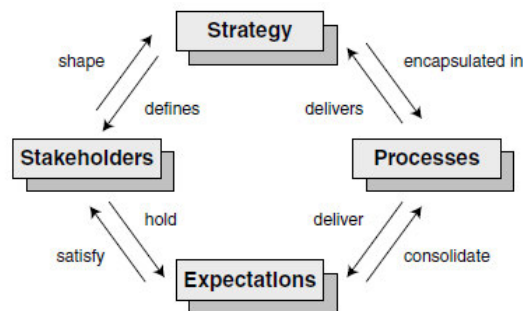 Strategy
shape
encapsulated in
defines
delivers
Stakeholders
Processes
hold
deliver
satisfy
consolidate
Expectations